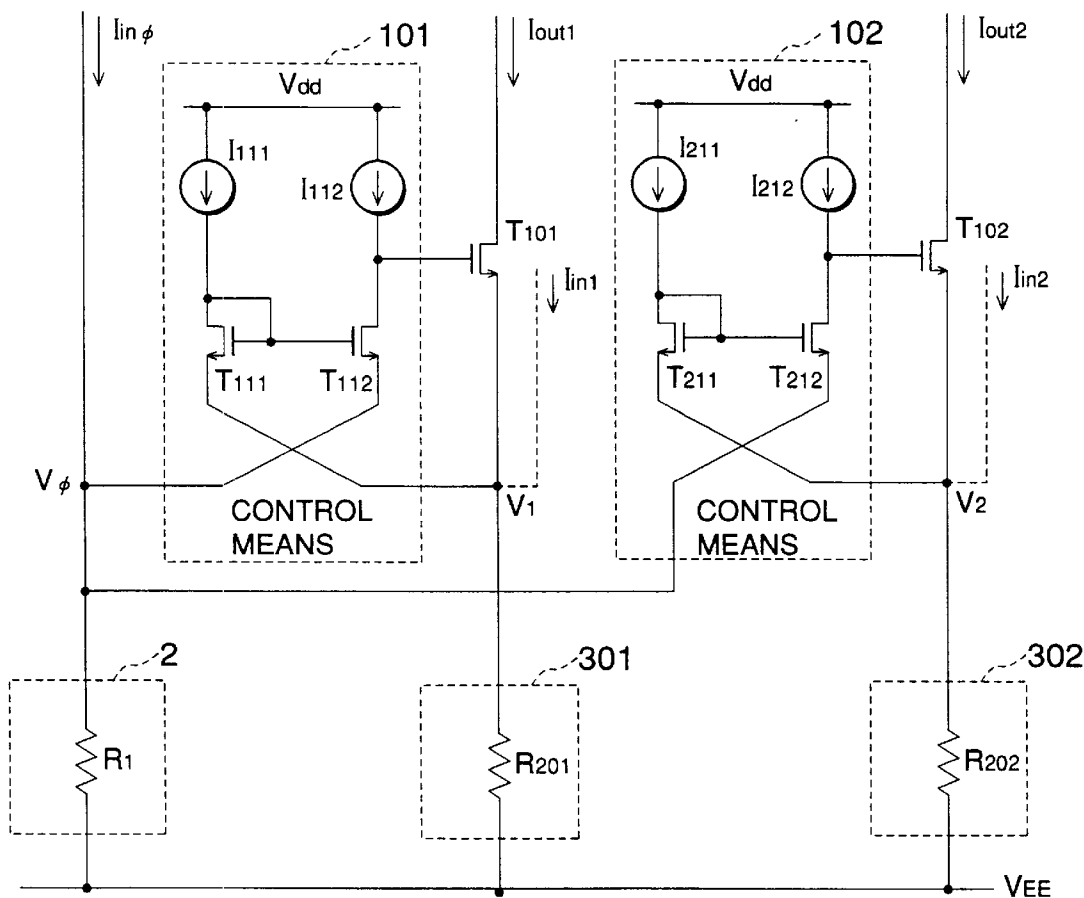 Iin φ
101
Iout1
102
Iout2
Vdd
Vdd
I111
I112
I211
I212
T101
T102
Iin1
Iin2
T111
T112
T211
T212
V φ
V1
V2
CONTROL
MEANS
CONTROL
MEANS
2
301
302
R1
R201
R202
VEE